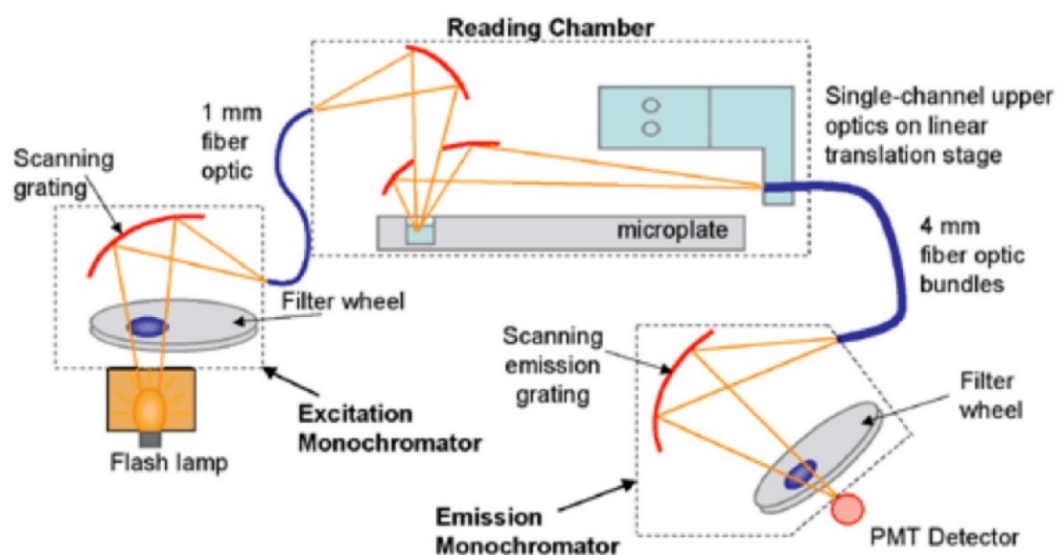 Reading Chamber
1 mm
fiber
optic
Single-channel upper
optics on linear
translation stage
Scanning
grating
microplate
4 mm
fiber optic
bundles
Filter wheel
Scanning
emission
grating
Filter
wheel
Excitation
Monochromator
Flash lamp
Emission
Monochromator
PMT Detector